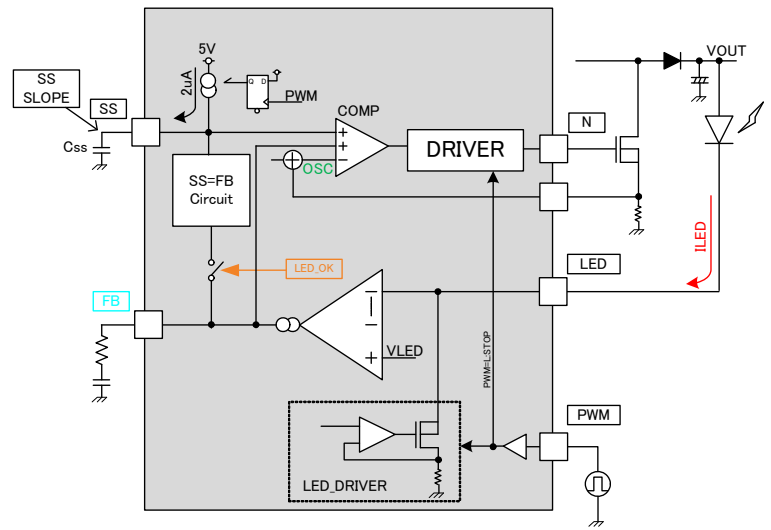 5V
VOUT
SS
SLOPE
SS
2uA
Q D
PWM
COMP
N
Css
+
+
−
OSC
DRIVER
SS=FB
Circuit
ILED
LED_OK
LED
FB
−
−
+
VLED
PWM=L:STOP
PWM
LED_DRIVER